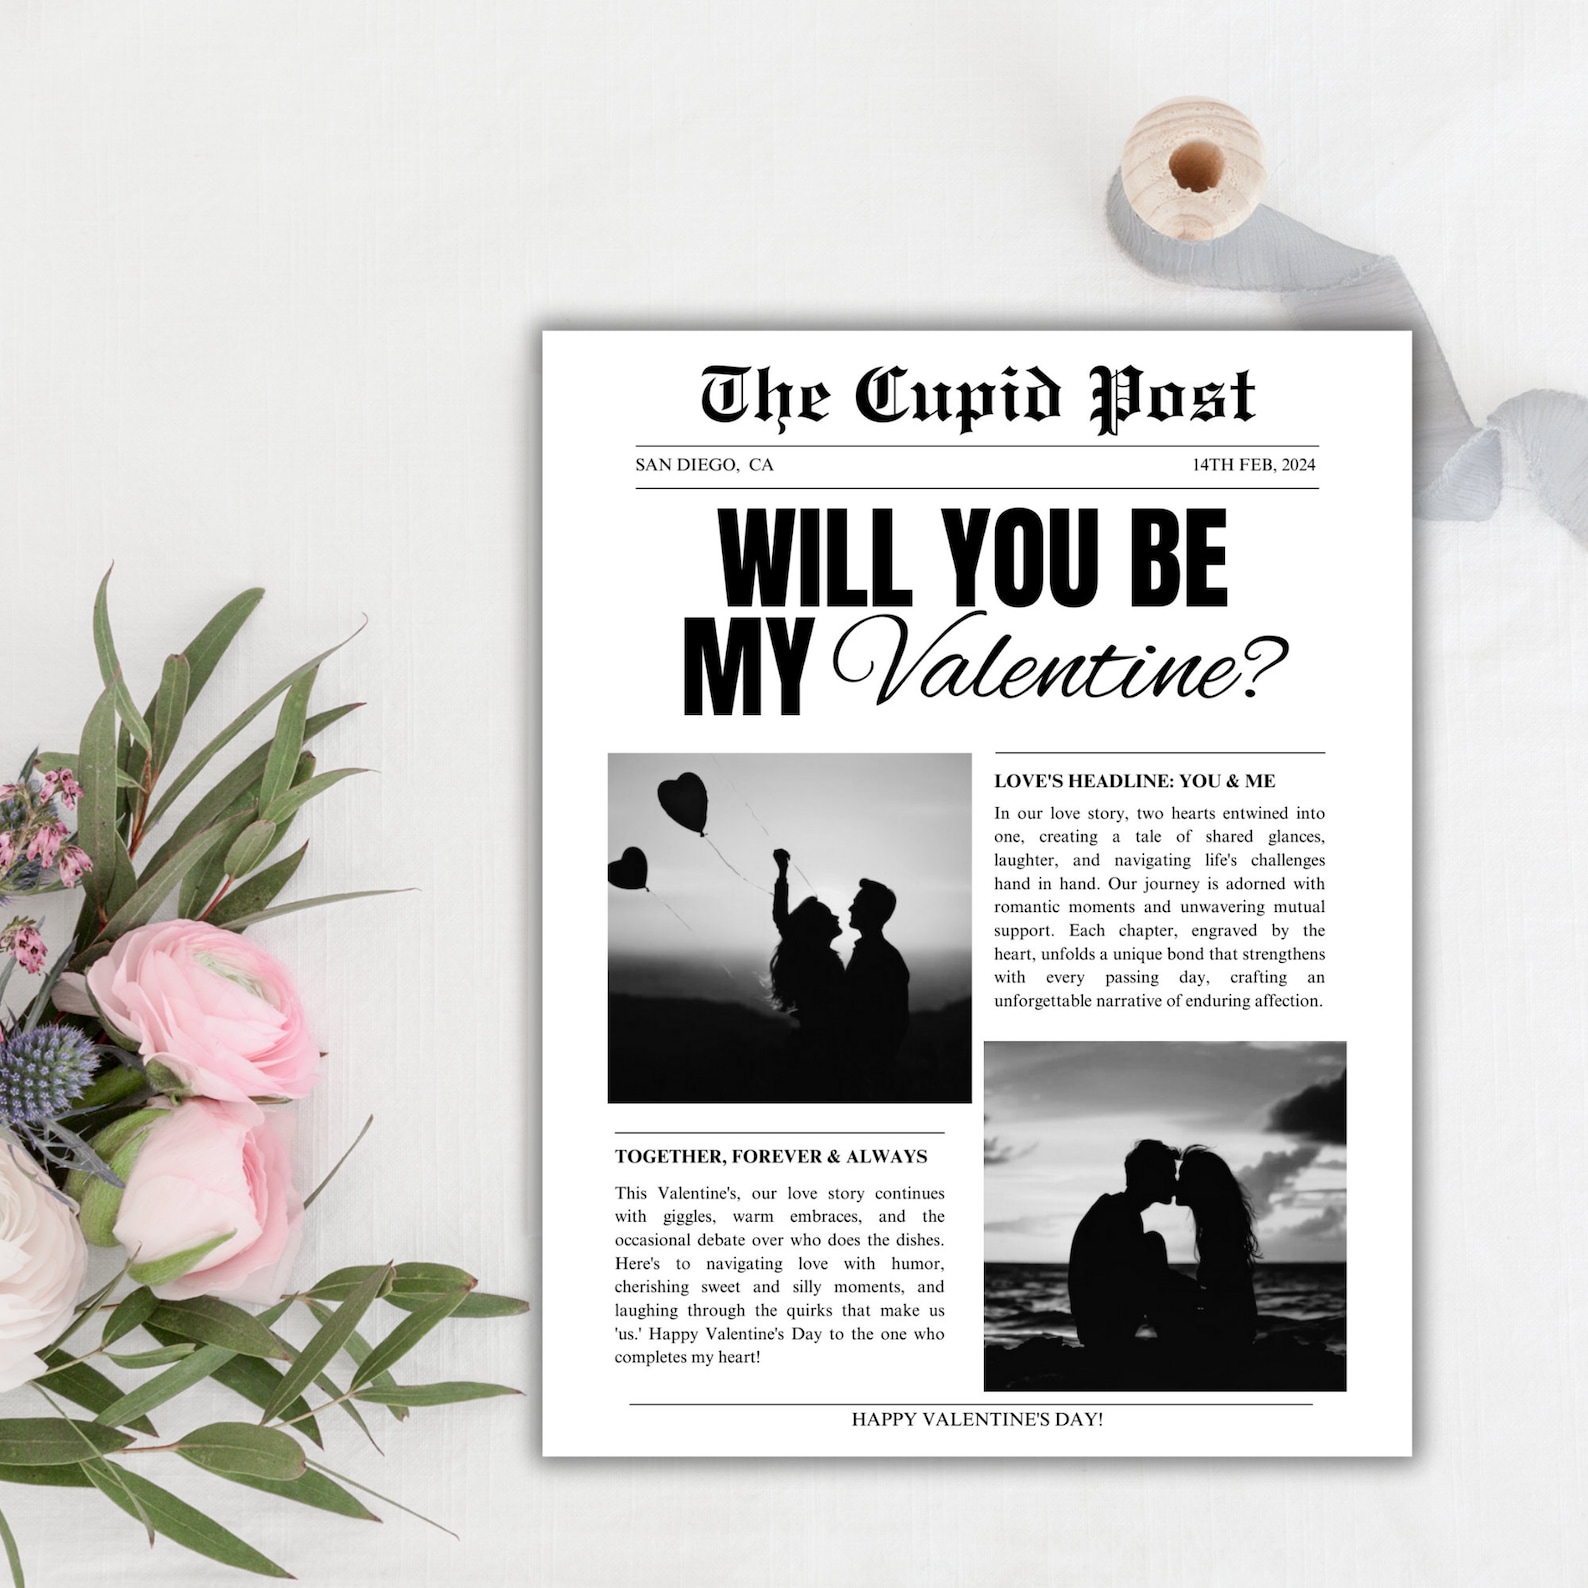 The Cupid Post
SAN DIEGO, CA
14TH FEB, 2024
WILL YOU BE
MY Valentine?
LOVE'S HEADLINE: YOU & ME
In our love story, two hearts entwined into
one, creating a tale of shared glances,
laughter, and navigating life's challenges
hand in hand. Our journey is adorned with
romantic moments and unwavering mutual
support. Each chapter, engraved by the
heart, unfolds a unique bond that strengthens
with every passing day, crafting an
unforgettable narrative of enduring affection.
TOGETHER, FOREVER & ALWAYS
This Valentine's, our love story continues
with giggles, warm embraces, and the
occasional debate over who does the dishes.
Here's to navigating love with humor,
cherishing sweet and silly moments, and
laughing through the quirks that make us
'us.' Happy Valentine's Day to the one who
completes my heart!
HAPPY VALENTINE'S DAY!